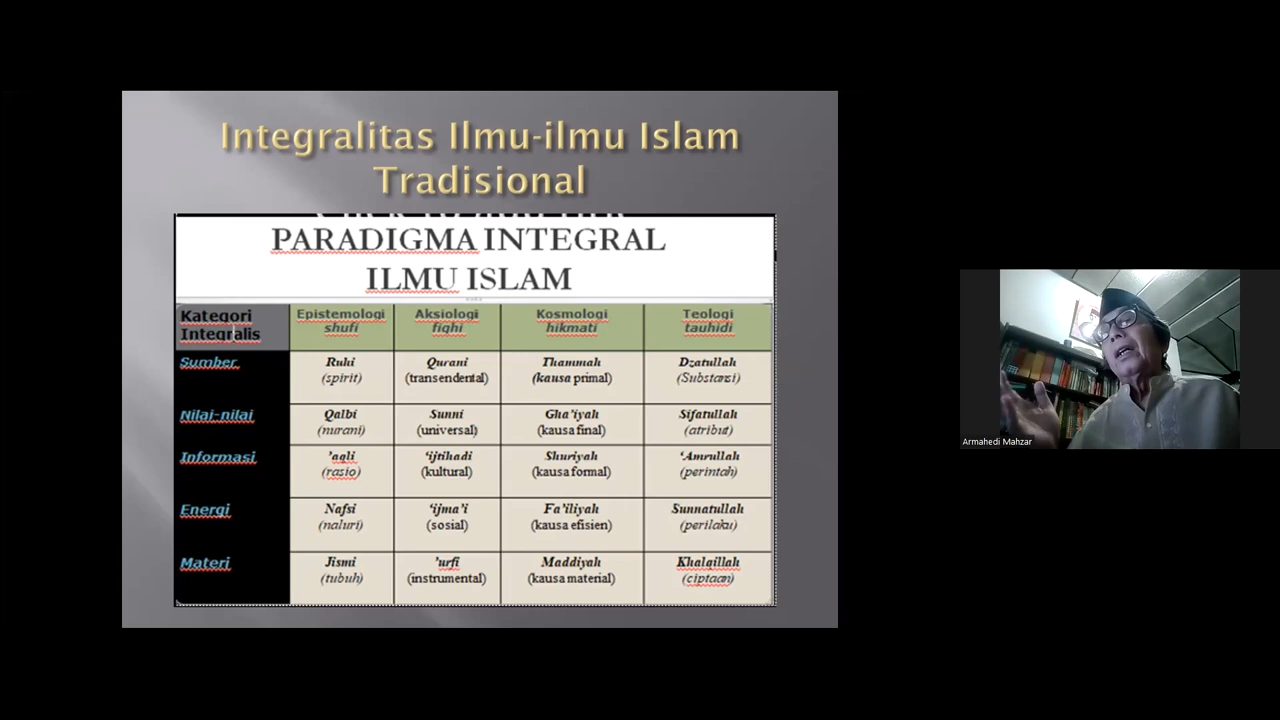 Integralitas Ilmu-ilmu Islam
Tradisional
PARADIGMA INTEGRAL
ILMU ISLAM
Kategori Integralis
Epistemologi shufi
Aksiologi fighi
Kosmologi hikmati
Teologi tauhidi
Sumber
Ruhi (spirit)
Qurani (transendental)
Thammah (kausa primal)
Dzatullah (Substansi)
Nilai-nilai
Qalbi (nurani)
Sunni (universal)
Gha'iyah (kausa final)
Sifatullah (atribut)
Informasi
'aqli (rasio)
'ijtihadi (kultural)
Shuriyah (kausa formal)
'Amrullah (perintah)
Energi
Nafsi (naluri)
'ijma'i (sosial)
Fa'iliyah (kausa efisien)
Sunnatullah (perilaku)
Materi
Jismi (tubuh)
'urfi (instrumental)
Maddiyah (kausa material)
Khalqillah (ciptaan)
Armahedi Mahzar